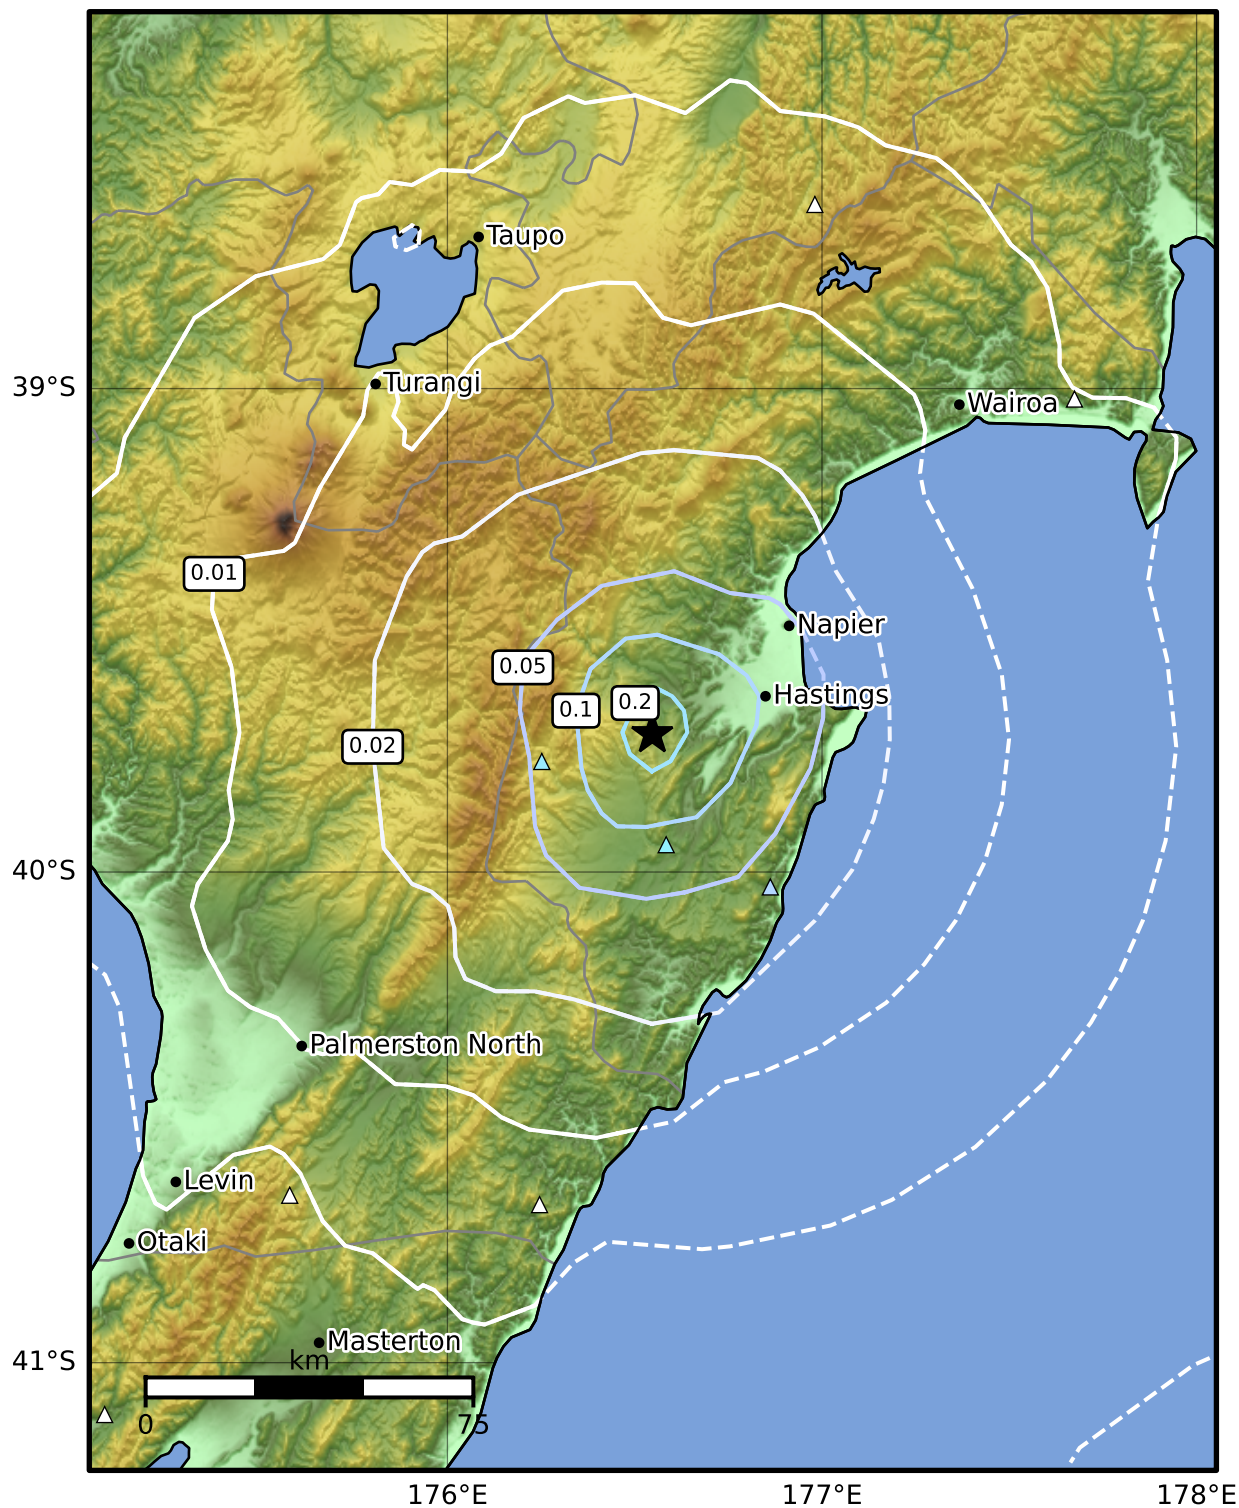 Taupo
Turangi
39°S
Wairoa
0.01
Napier
0.05
Hastings
0.1
0.2
0.02
40°S
Palmerston North
Levin
Otaki
Masterton
41°S
km
0
75
176°E
177°E
178°E